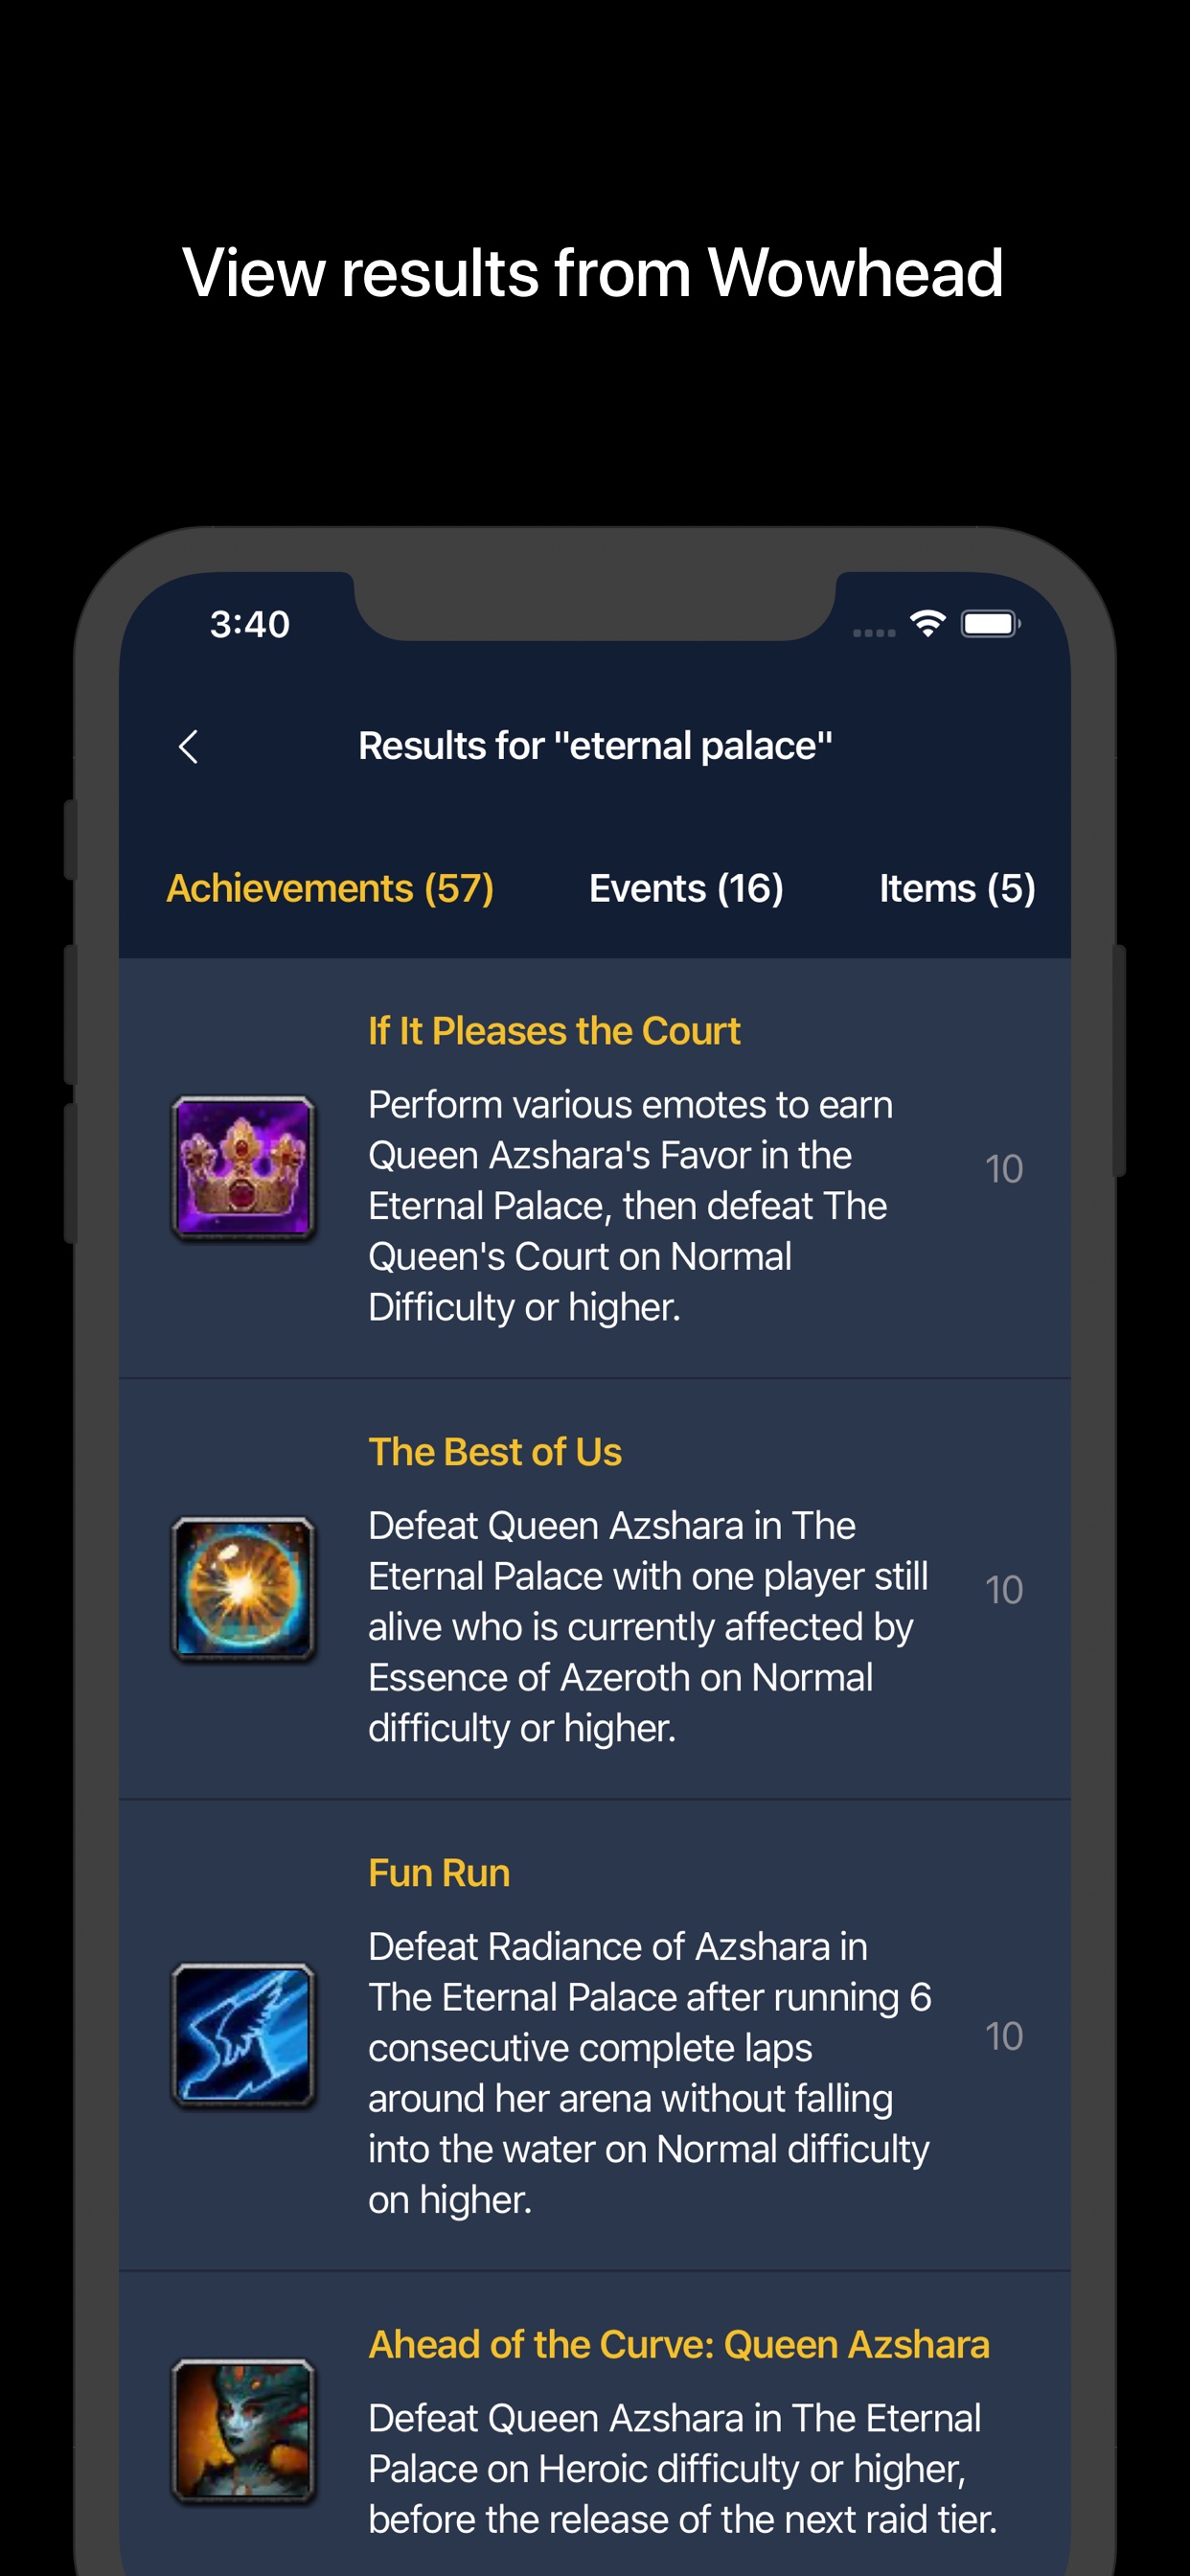 View results from Wowhead
3:40
Results for "eternal palace"
Achievements (57) Events (16) Items (5)
If It Pleases the Court
Perform various emotes to earn
Queen Azshara's Favor in the
10
Eternal Palace, then defeat The
Queen's Court on Normal
Difficulty or higher.
The Best of Us
Defeat Queen Azshara in The
Eternal Palace with one player still
10
alive who is currently affected by
Essence of Azeroth on Normal
difficulty or higher.
Fun Run
Defeat Radiance of Azshara in
The Eternal Palace after running 6
consecutive complete laps
10
around her arena without falling
into the water on Normal difficulty
on higher.
Ahead of the Curve: Queen Azshara
Defeat Queen Azshara in The Eternal
Palace on Heroic difficulty or higher,
before the release of the next raid tier.